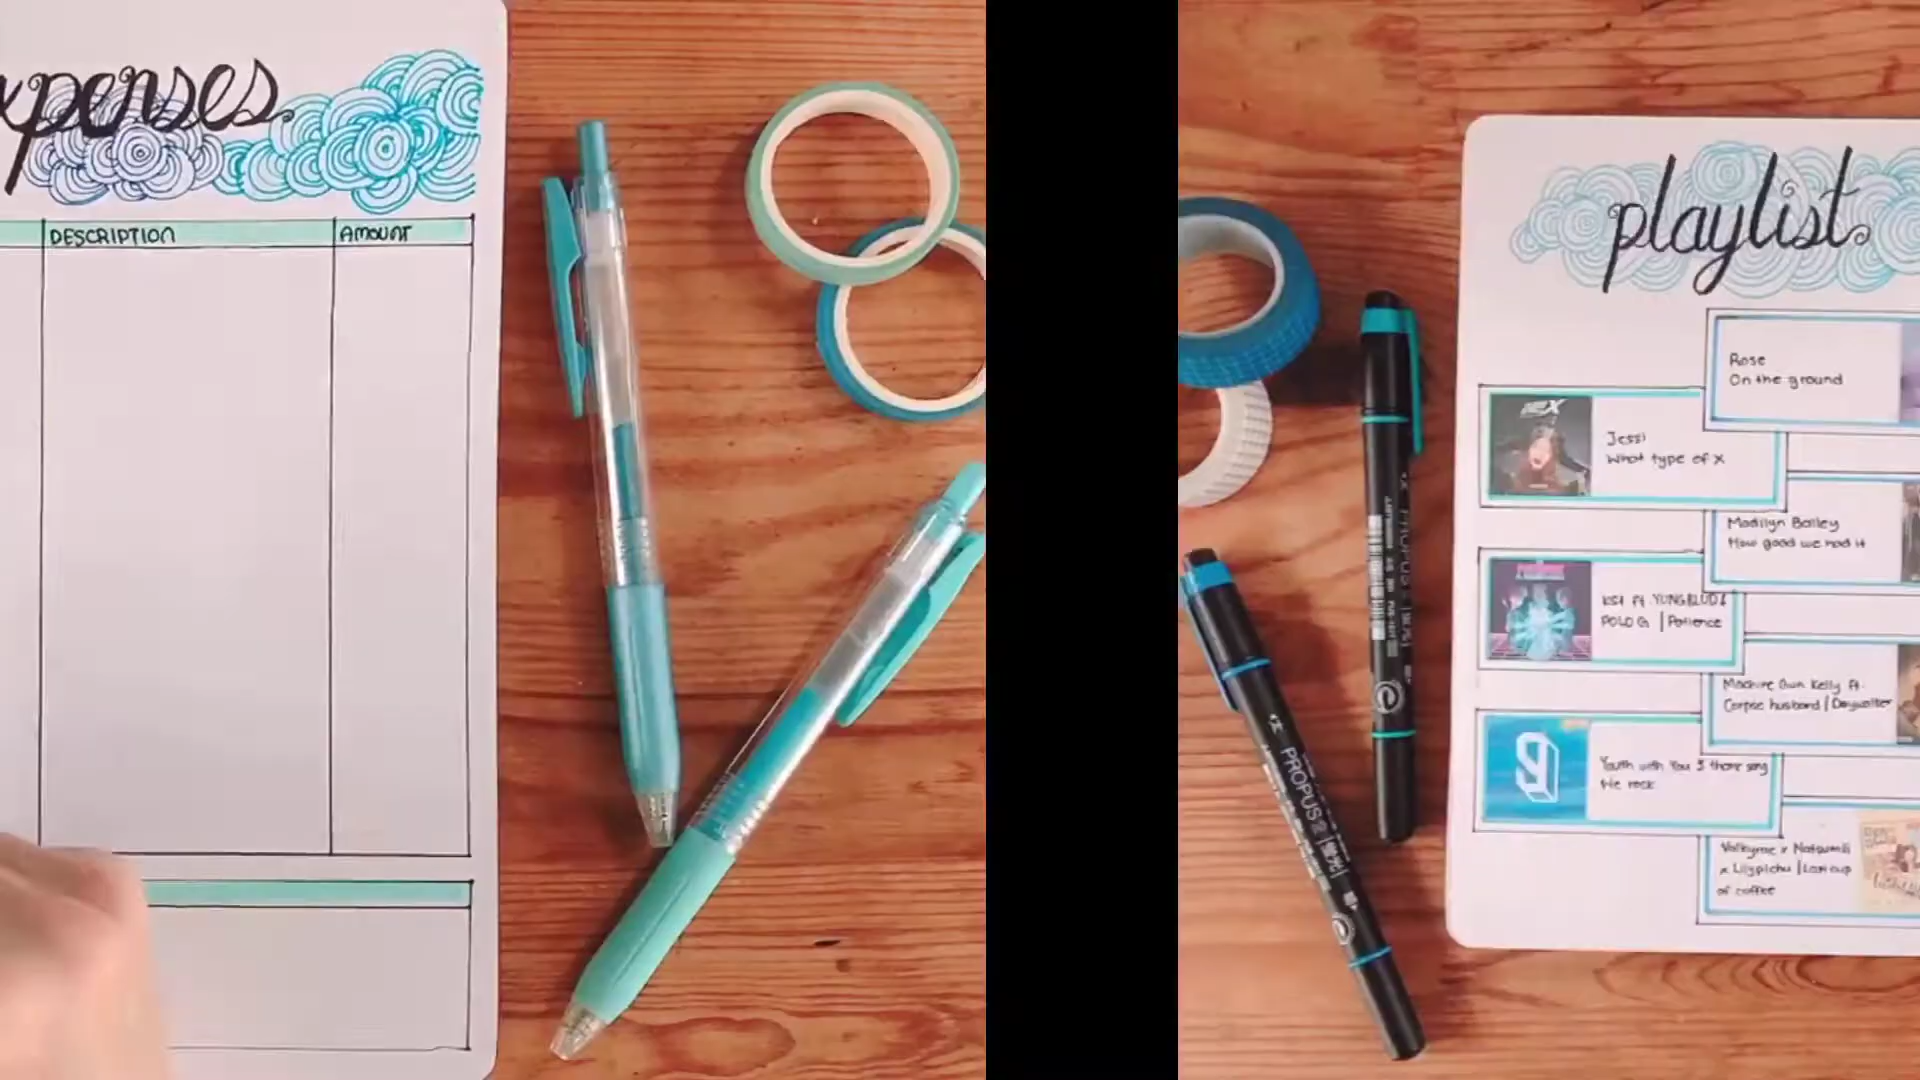 xpenses
DESCRIPTION
AMOUNT
PROPUS
PROPUS
playlist
Rose
On the ground
Jessi
What type of X
Madilyn Bailey
How good we had it
KSI ft YUNGBLUD &
POLO G | Patience
Machine Gun Kelly ft.
Corpse husband | Daywalker
Youth with You 3 theme song
We rock
Valkyrae x Natsumiii
x Lilypichu | Last cup
of coffee